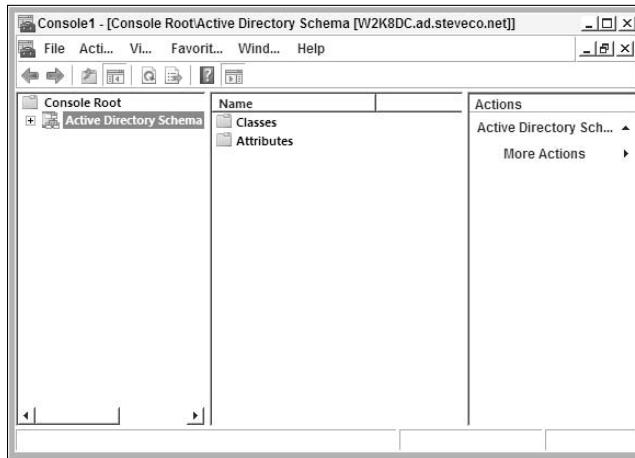 Console1 - [Console Root\Active Directory Schema [W2K8DC.ad.steveco.net]]
File Acti... Vi... Favorit... Wind... Help
Console Root
Active Directory Schema
Name
Classes
Attributes
Actions
Active Directory Sch...
More Actions